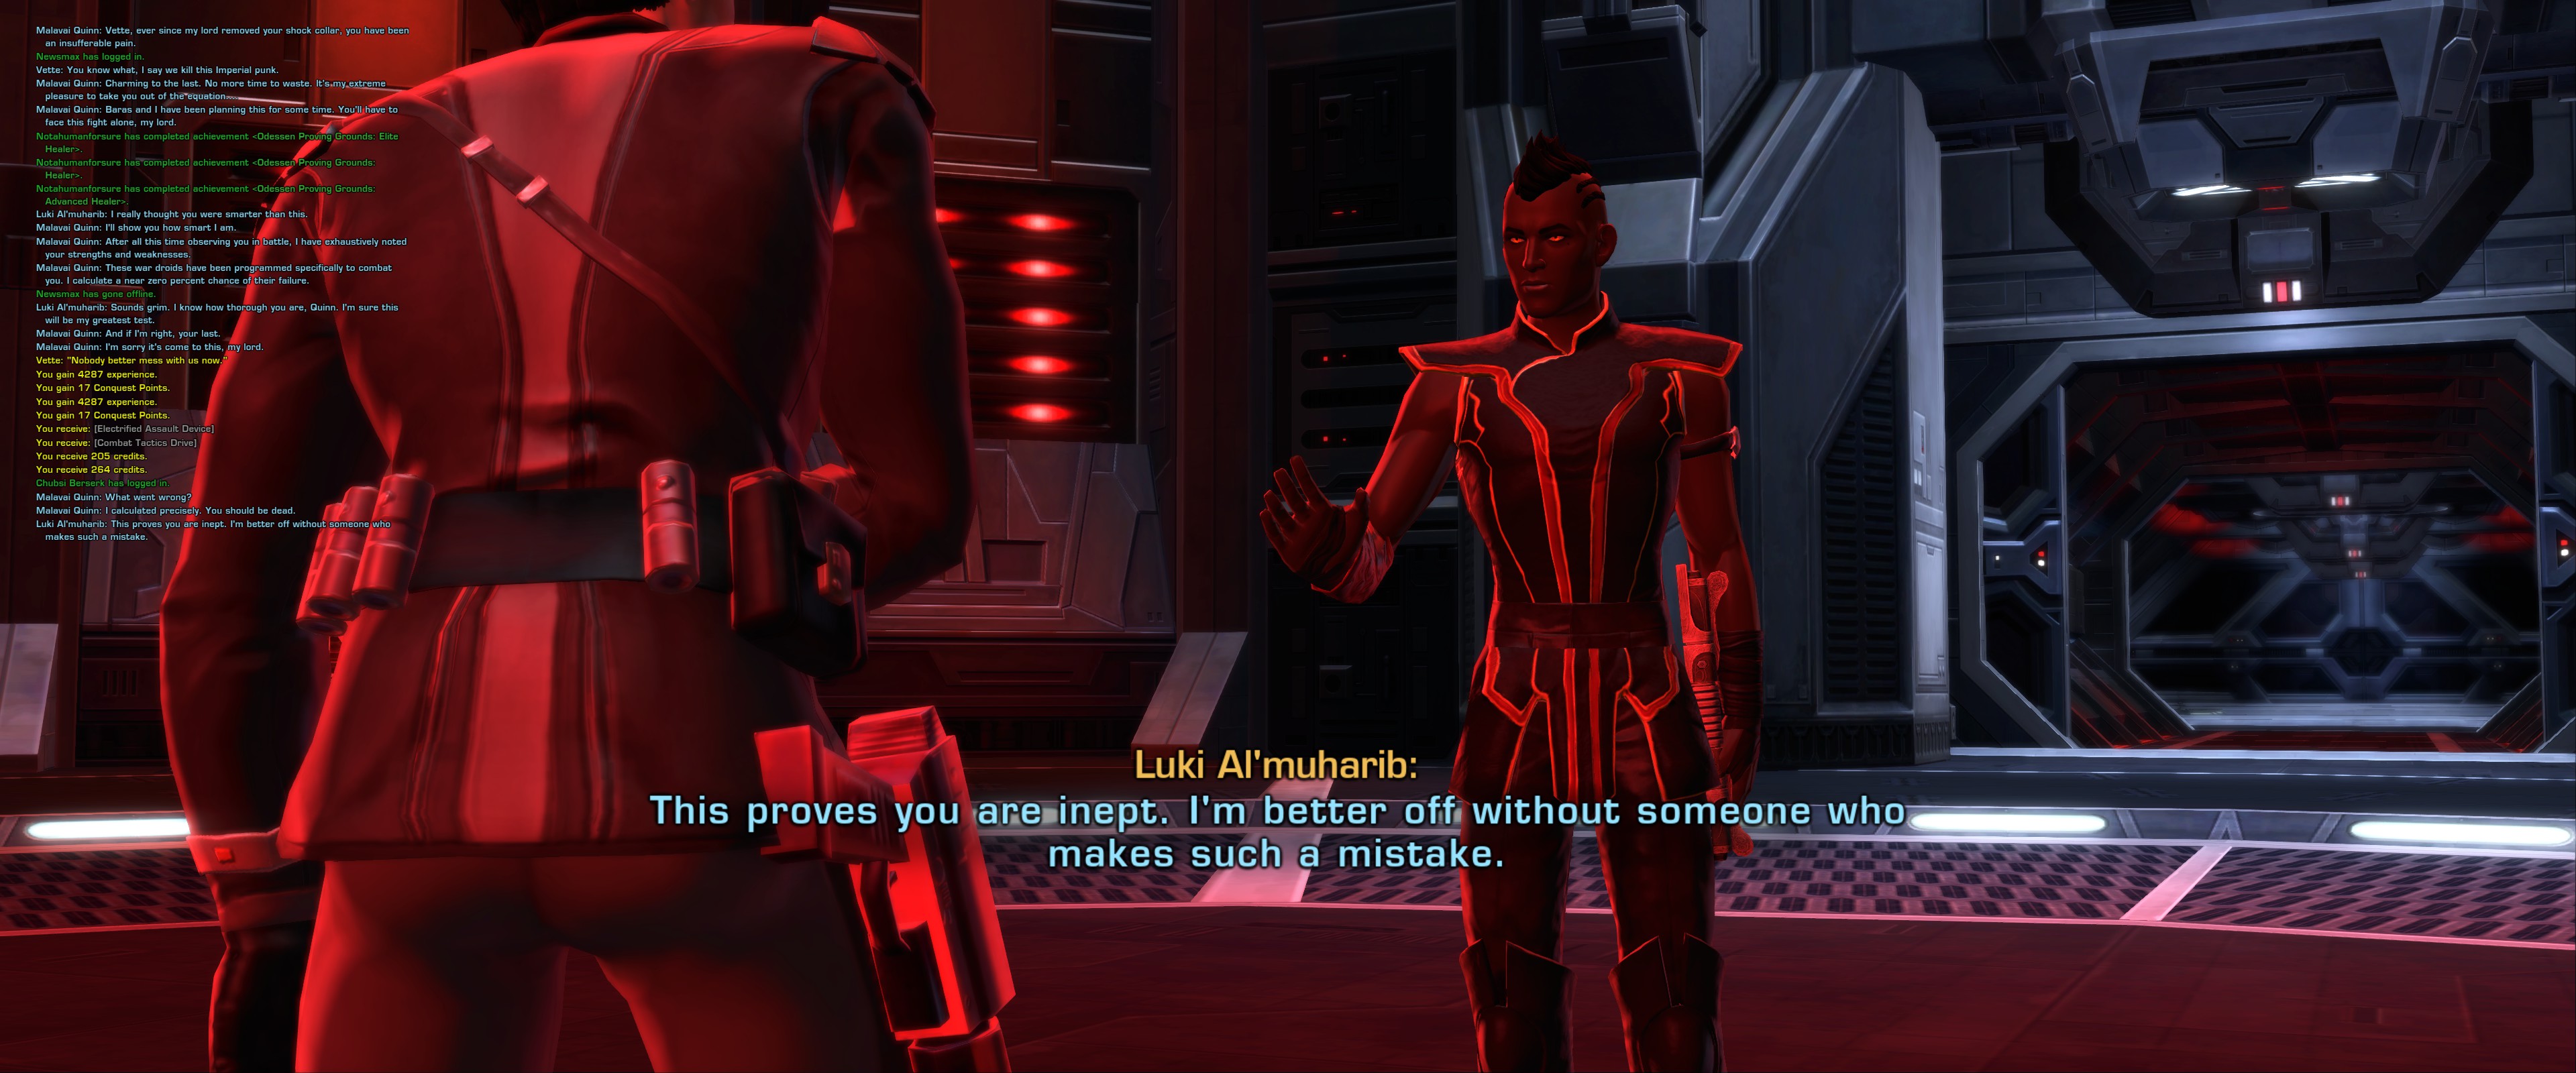 Malavai Quinn: Vette, ever since my lord removed your shock collar, you have been
an insufferable pain.
Newsmax has logged in.
Vette: You know what, I say we kill this Imperial punk.
Malavai Quinn: Charming to the last. No more time to waste. It's my extreme
pleasure to take you out of the equation....
Malavai Quinn: Baras and I have been planning this for some time. You'll have to
face this fight alone, my lord.
Notahumanforsure has completed achievement <Odessen Proving Grounds: Elite
Healer>.
Notahumanforsure has completed achievement <Odessen Proving Grounds:
Healer>.
Notahumanforsure has completed achievement <Odessen Proving Grounds:
Advanced Healer>.
Luki Al'muharib: I really thought you were smarter than this.
Malavai Quinn: I'll show you how smart I am.
Malavai Quinn: After all this time observing you in battle, I have exhaustively noted
your strengths and weaknesses.
Malavai Quinn: These war droids have been programmed specifically to combat
you. I calculate a near zero percent chance of their failure.
Newsmax has gone offline.
Luki Al'muharib: Sounds grim. I know how thorough you are, Quinn. I'm sure this
will be my greatest test.
Malavai Quinn: And if I'm right, your last.
Malavai Quinn: I'm sorry it's come to this, my lord.
Vette: "Nobody better mess with us now."
You gain 4287 experience.
You gain 17 Conquest Points.
You gain 4287 experience.
You gain 17 Conquest Points.
You receive: [Electrified Assault Device]
You receive: [Combat Tactics Drive]
You receive 205 credits.
You receive 264 credits.
Chubsi Berserk has logged in.
Malavai Quinn: What went wrong?
Malavai Quinn: I calculated precisely. You should be dead.
Luki Al'muharib: This proves you are inept. I'm better off without someone who
makes such a mistake.
Luki Al'muharib:
This proves you are inept. I'm better off without someone who
makes such a mistake.